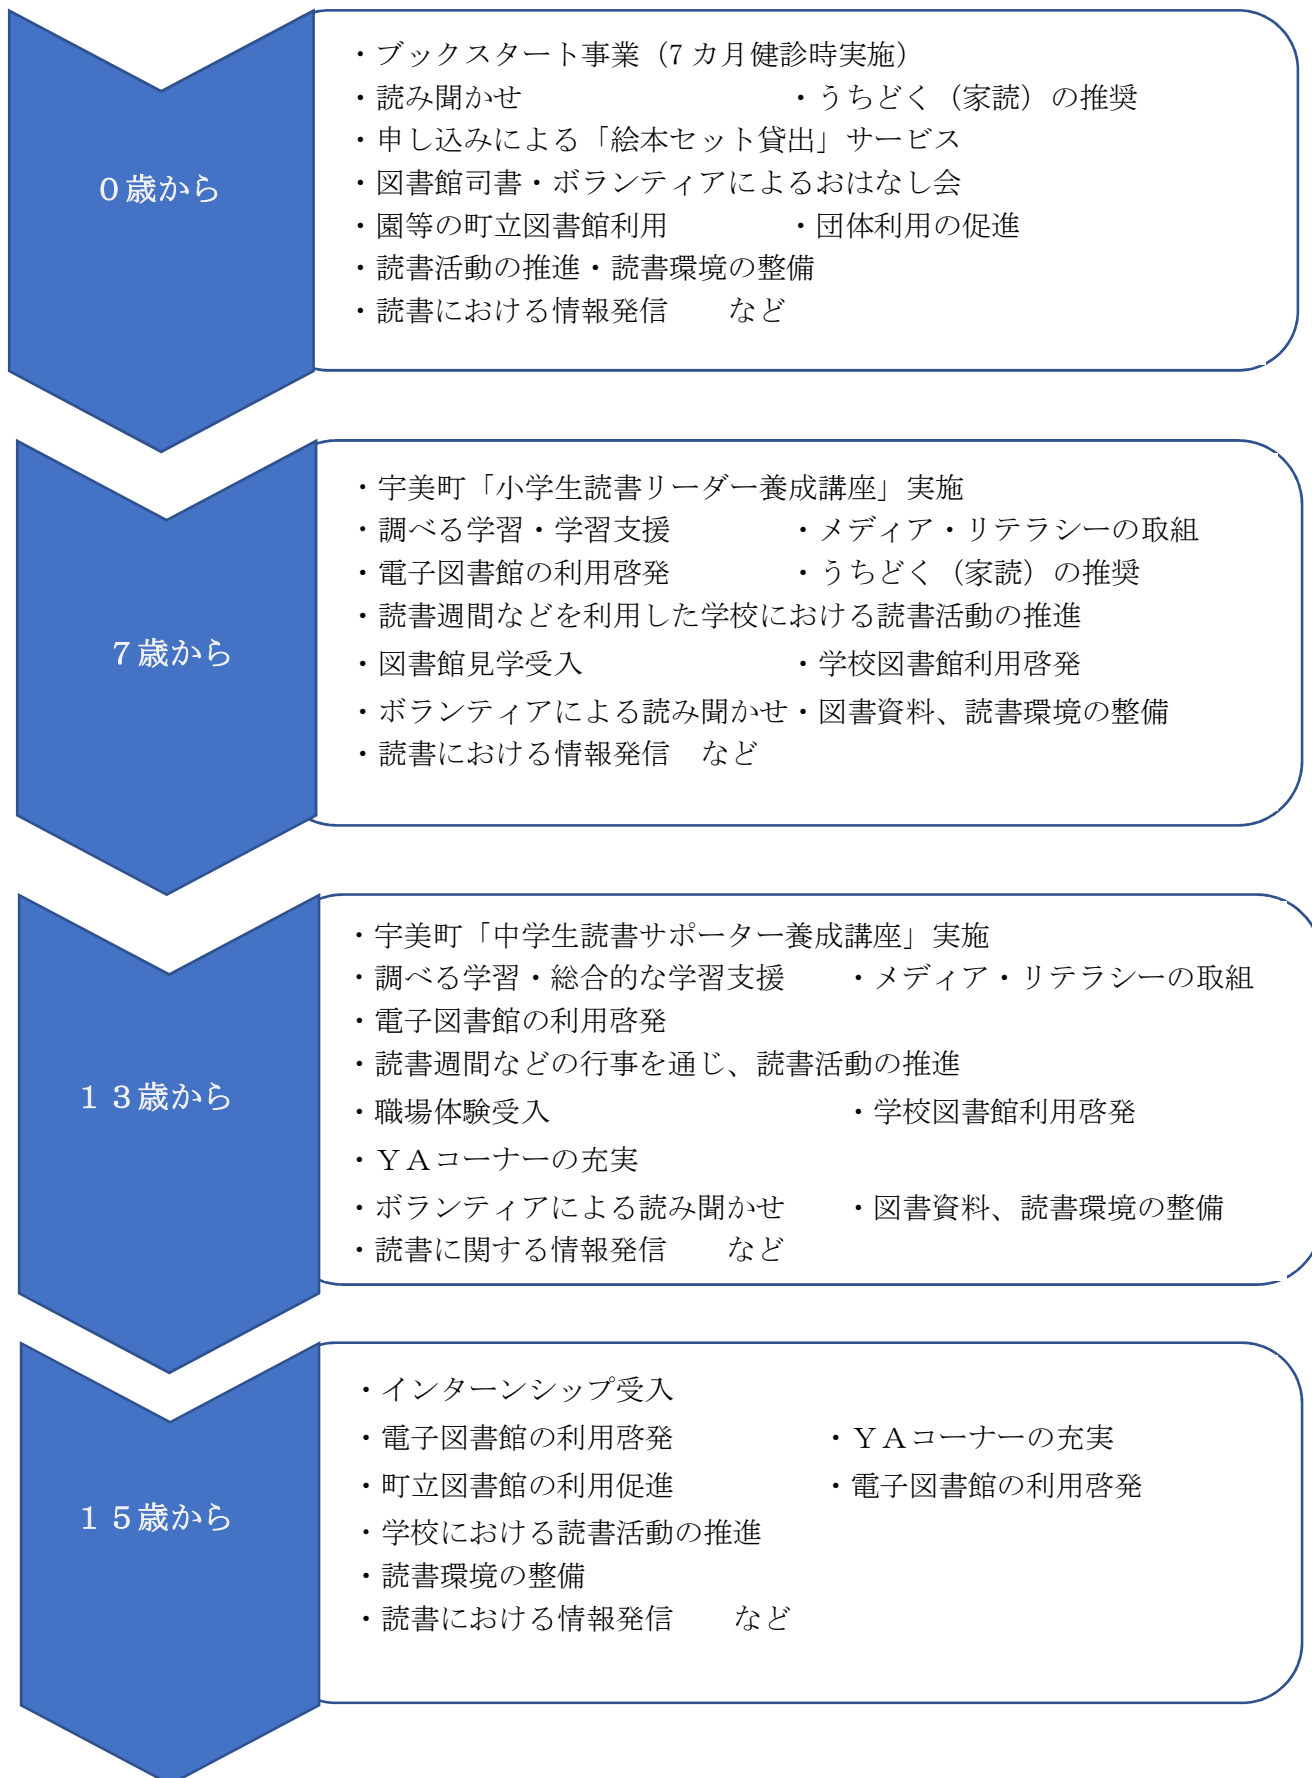 ０歳から
・ブックスタート事業（7 カ月健診時実施）
・読み聞かせ　　　　　　　　　・うちどく（家読）の推奨
・申し込みによる「絵本セット貸出」サービス
・図書館司書・ボランティアによるおはなし会
・園等の町立図書館利用　　　　・団体利用の促進
・読書活動の推進・読書環境の整備
・読書における情報発信　　など
７歳から
・宇美町「小学生読書リーダー養成講座」実施
・調べる学習・学習支援　　　　・メディア・リテラシーの取組
・電子図書館の利用啓発　　　　・うちどく（家読）の推奨
・読書週間などを利用した学校における読書活動の推進
・図書館見学受入　　　　　　　・学校図書館利用啓発
・ボランティアによる読み聞かせ・図書資料、読書環境の整備
・読書における情報発信　など
１３歳から
・宇美町「中学生読書サポーター養成講座」実施
・調べる学習・総合的な学習支援　　・メディア・リテラシーの取組
・電子図書館の利用啓発
・読書週間などの行事を通じ、読書活動の推進
・職場体験受入　　　　　　　　　　・学校図書館利用啓発
・ＹＡコーナーの充実
・ボランティアによる読み聞かせ　　・図書資料、読書環境の整備
・読書に関する情報発信　　など
１５歳から
・インターンシップ受入
・電子図書館の利用啓発　　　　　・ＹＡコーナーの充実
・町立図書館の利用促進　　　　　・電子図書館の利用啓発
・学校における読書活動の推進
・読書環境の整備
・読書における情報発信　　など